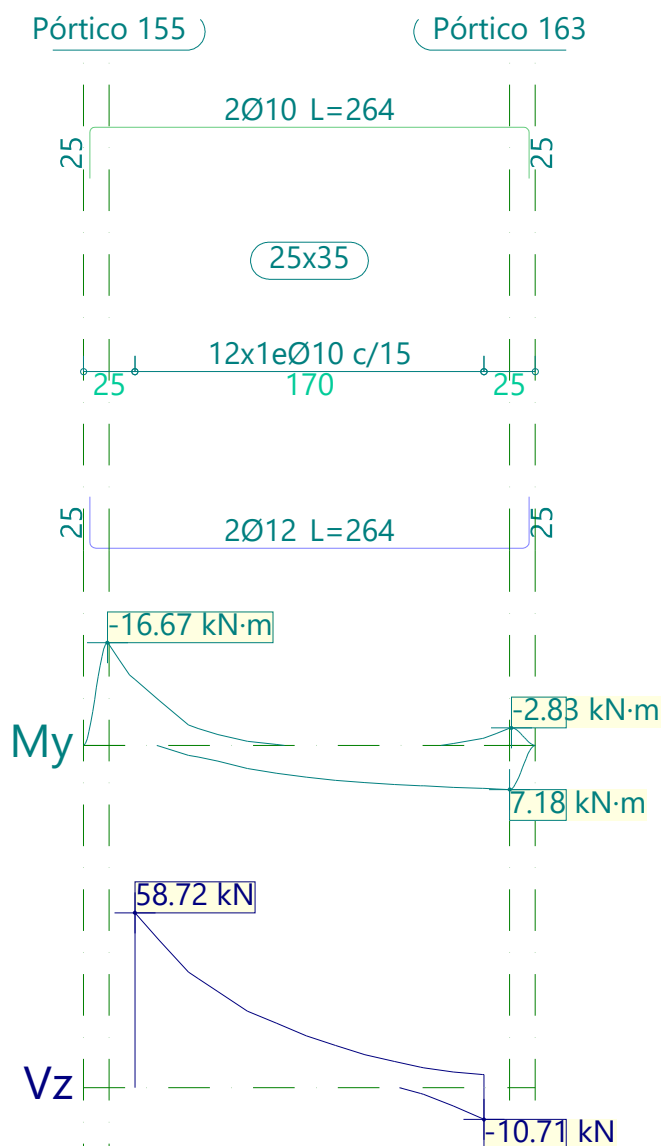 Pórtico 155
Pórtico 163
2Ø10 L=264
25
25
25x35
12x1eØ10 c/15
25
170
25
25
2Ø12 L=264
25
-16.67 kN·m
-2.83 kN·m
My
7.18 kN·m
58.72 kN
Vz
-10.71 kN